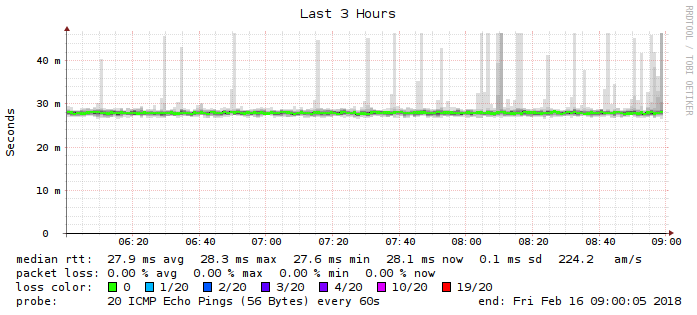 Last 3 Hours
RRDTOOL / TOBI OETIKER
Seconds
40 m
30 m
20 m
10 m
0
06:20 06:40 07:00 07:20 07:40 08:00 08:20 08:40 09:00
median rtt: 27.9 ms avg 28.3 ms max 27.6 ms min 28.1 ms now 0.1 ms sd 224.2 am/s
packet loss: 0.00 % avg 0.00 % max 0.00 % min 0.00 % now
loss color: 0 1/20 2/20 3/20 4/20 10/20 19/20
probe: 20 ICMP Echo Pings (56 Bytes) every 60s end: Fri Feb 16 09:00:05 2018